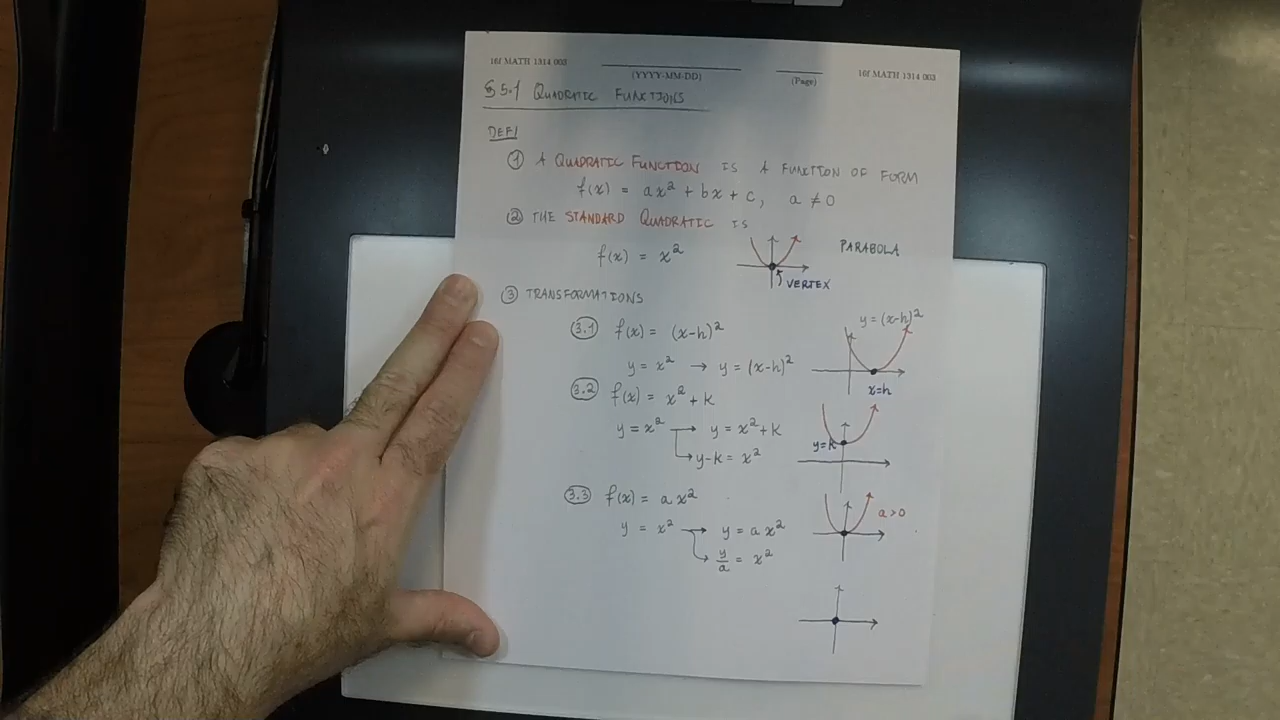 16f MATH 1314 003
(YYYY-MM-DD)
(Page)
16f MATH 1314 003
§5.1 QUADRATIC FUNCTIONS
DEF/
① A QUADRATIC FUNCTION IS A FUNCTION OF FORM
f(x) = ax² + bx + c, a ≠ 0
② THE STANDARD QUADRATIC IS
f(x) = x²
PARABOLA
VERTEX
③ TRANSFORMATIONS
3.1 f(x) = (x-h)²
y = (x-h)²
y = x² → y = (x-h)²
x=h
3.2 f(x) = x² + k
y = x² → y = x²+k
y=k
→ y-k = x²
3.3 f(x) = a x²
a>0
y = x² → y = a x²
→ y/a = x²